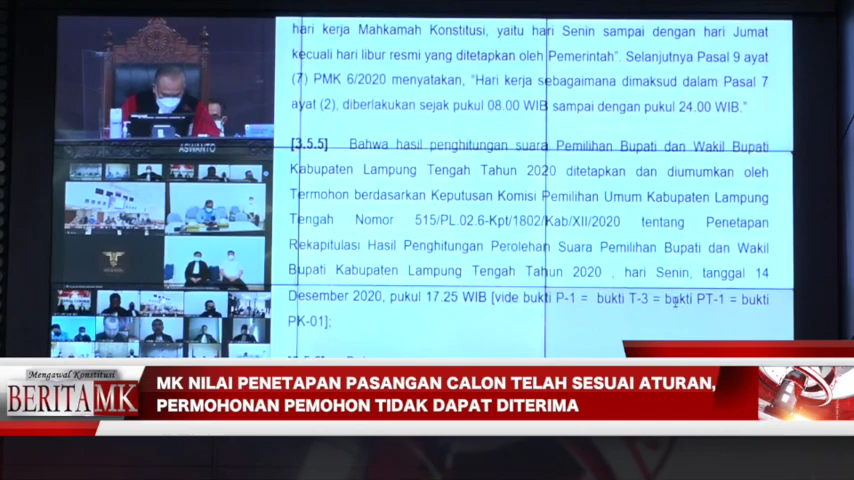 hari kerja Mahkamah Konstitusi, yaitu hari Senin sampai dengan hari Jumat
kecuali hari libur resmi yang ditetapkan oleh Pemerintah". Selanjutnya Pasal 9 ayat
(7) PMK 6/2020 menyatakan, "Hari kerja sebagaimana dimaksud dalam Pasal 7
ayat (2), diberlakukan sejak pukul 08.00 WIB sampai dengan pukul 24.00 WIB."
[3.5.5] Bahwa hasil penghitungan suara Pemilihan Bupati dan Wakil Bupati
Kabupaten Lampung Tengah Tahun 2020 ditetapkan dan diumumkan oleh
Termohon berdasarkan Keputusan Komisi Pemilihan Umum Kabupaten Lampung
Tengah Nomor 515/PL.02.6-Kpt/1802/Kab/XII/2020 tentang Penetapan
Rekapitulasi Hasil Penghitungan Perolehan Suara Pemilihan Bupati dan Wakil
Bupati Kabupaten Lampung Tengah Tahun 2020 , hari Senin, tanggal 14
Desember 2020, pukul 17.25 WIB [vide bukti P-1 = bukti T-3 = bukti PT-1 = bukti
PK-01];
ASWANTO
Mengawal Konstitusi
BERITA MK
MK NILAI PENETAPAN PASANGAN CALON TELAH SESUAI ATURAN,
PERMOHONAN PEMOHON TIDAK DAPAT DITERIMA